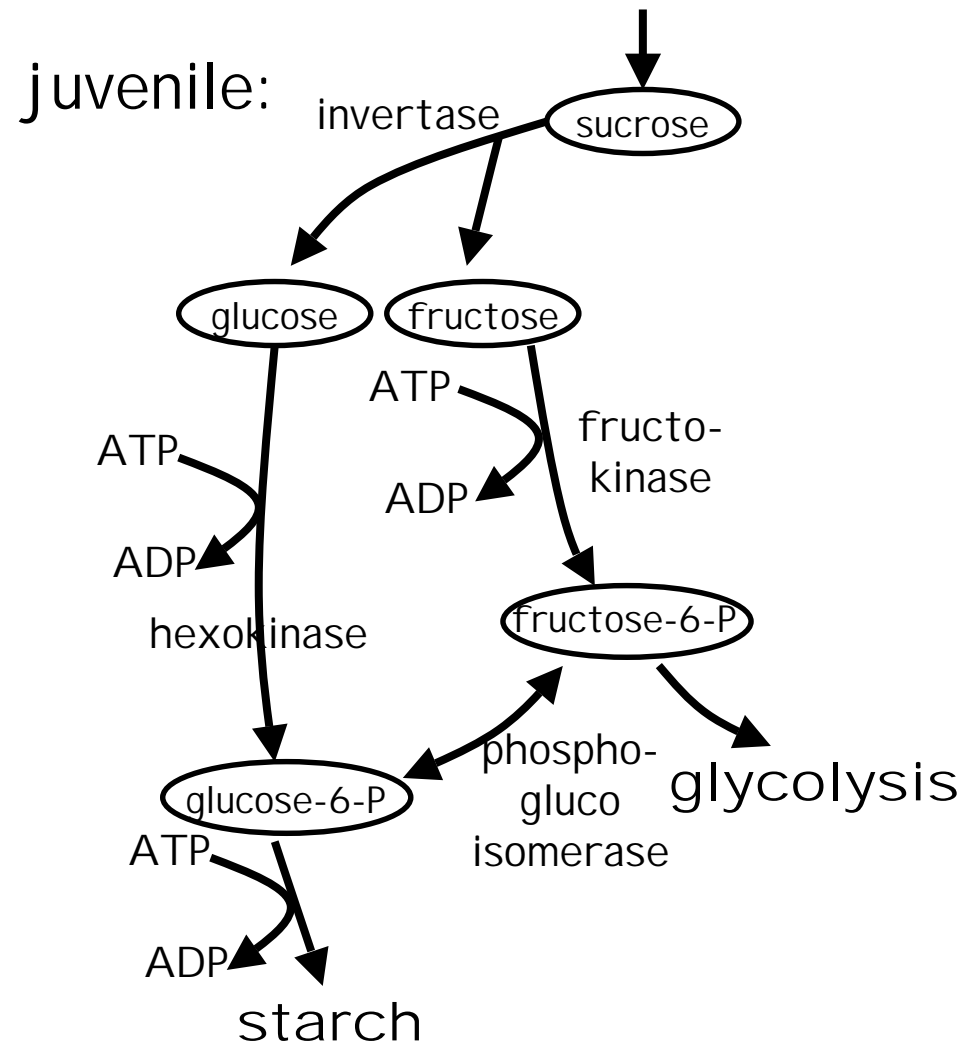 juvenile:
invertase
sucrose
glucose
fructose
ATP
fructo-
kinase
ATP
ADP
ADP
hexokinase
fructose-6-P
phospho-
gluco
isomerase
glycolysis
glucose-6-P
ATP
ADP
starch